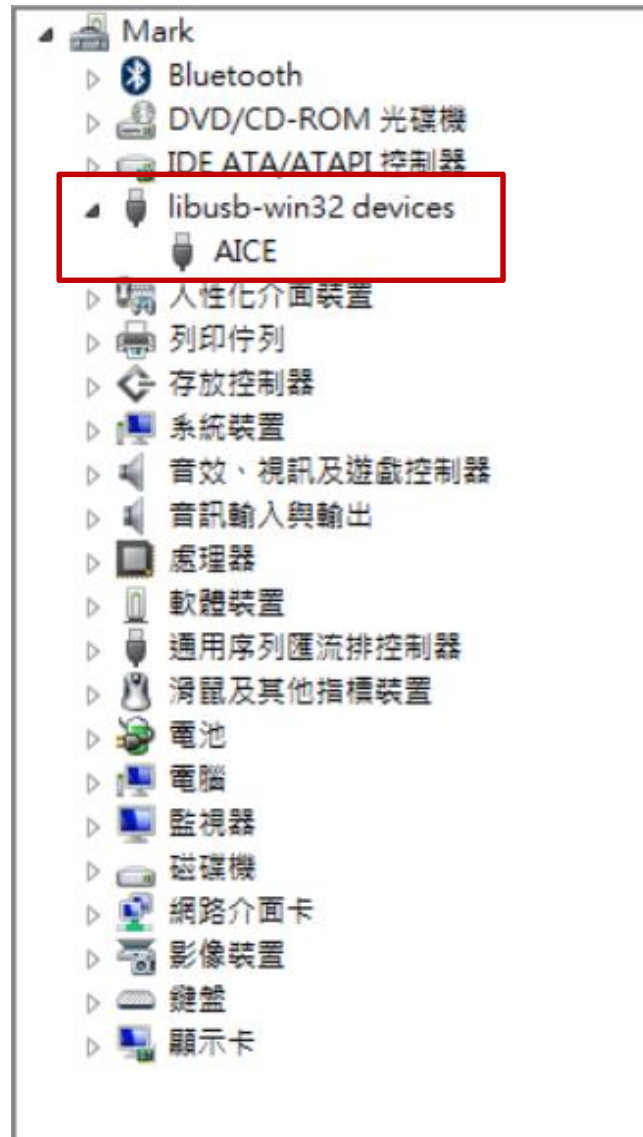 Mark
Bluetooth
DVD/CD-ROM 光碟機
IDE ATA/ATAPI 控制器
libusb-win32 devices
AICE
人性化介面裝置
列印佇列
存放控制器
系統裝置
音效、視訊及遊戲控制器
音訊輸入與輸出
處理器
軟體裝置
通用序列匯流排控制器
滑鼠及其他指標裝置
電池
電腦
監視器
磁碟機
網路介面卡
影像裝置
鍵盤
顯示卡